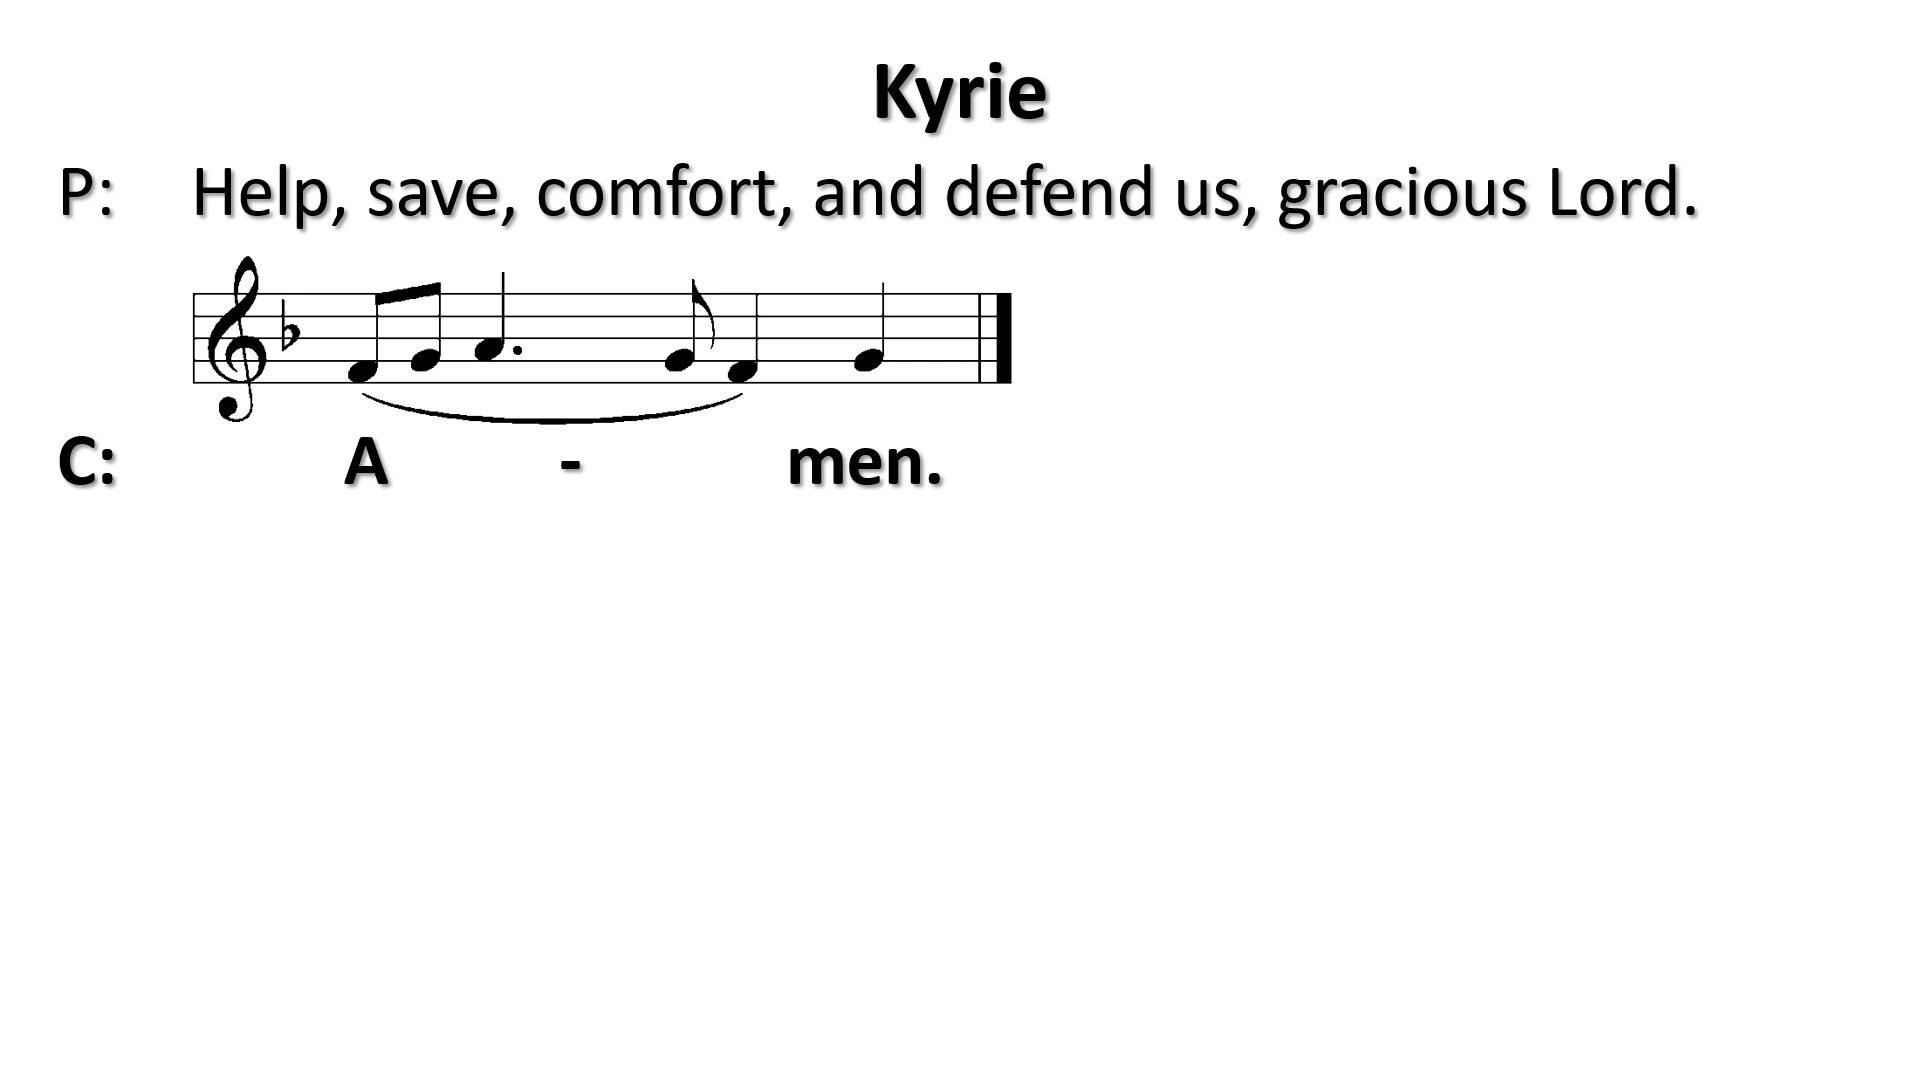 Kyrie
P: Help, save, comfort, and defend us, gracious Lord.
C: A - men.